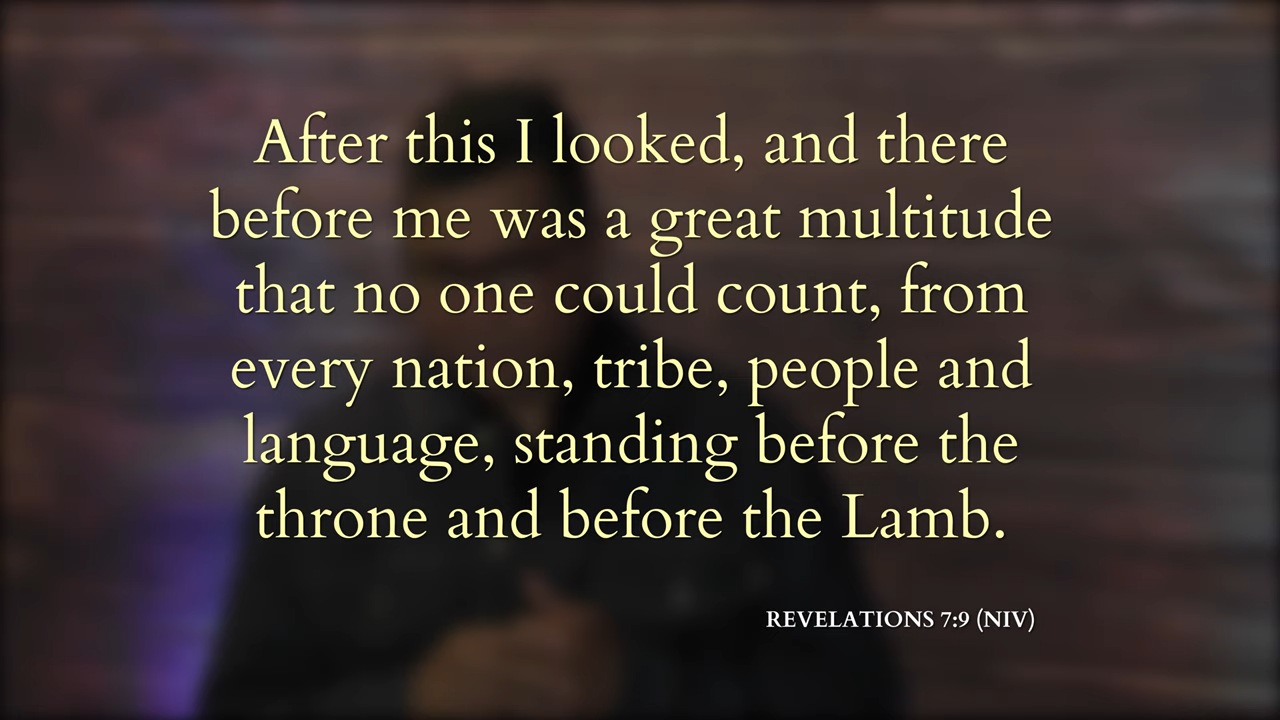 After this I looked, and there
before me was a great multitude
that no one could count, from
every nation, tribe, people and
language, standing before the
throne and before the Lamb.
REVELATIONS 7:9 (NIV)